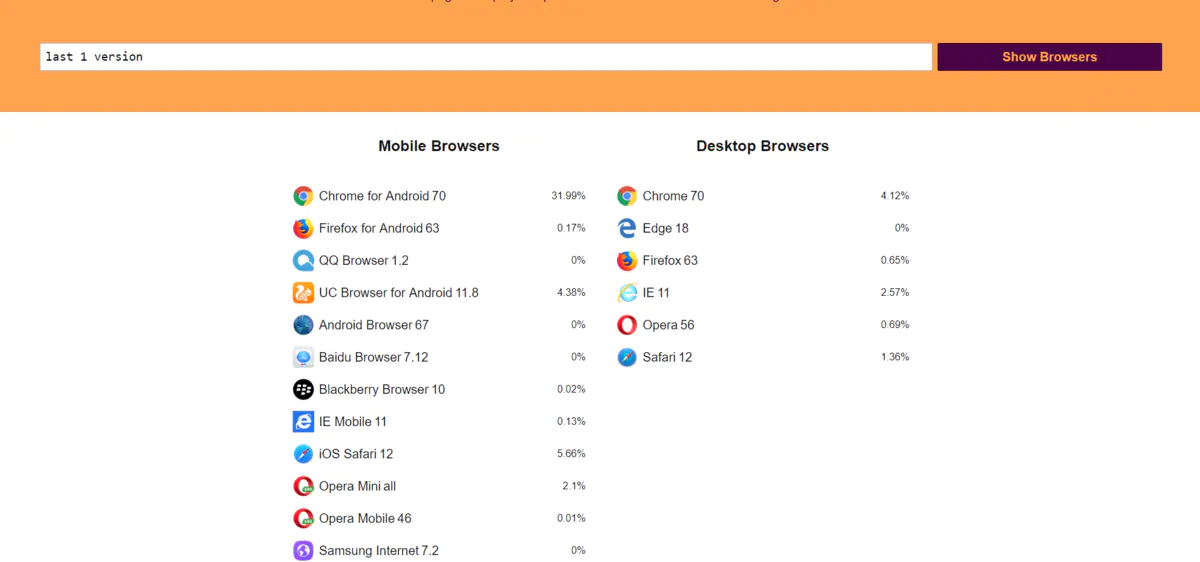 last 1 version
Show Browsers
Mobile Browsers
Chrome for Android 70 31.99%
Firefox for Android 63 0.17%
QQ Browser 1.2 0%
UC Browser for Android 11.8 4.38%
Android Browser 67 0%
Baidu Browser 7.12 0%
Blackberry Browser 10 0.02%
IE Mobile 11 0.13%
iOS Safari 12 5.66%
Opera Mini all 2.1%
Opera Mobile 46 0.01%
Samsung Internet 7.2 0%
Desktop Browsers
Chrome 70 4.12%
Edge 18 0%
Firefox 63 0.65%
IE 11 2.57%
Opera 56 0.69%
Safari 12 1.36%